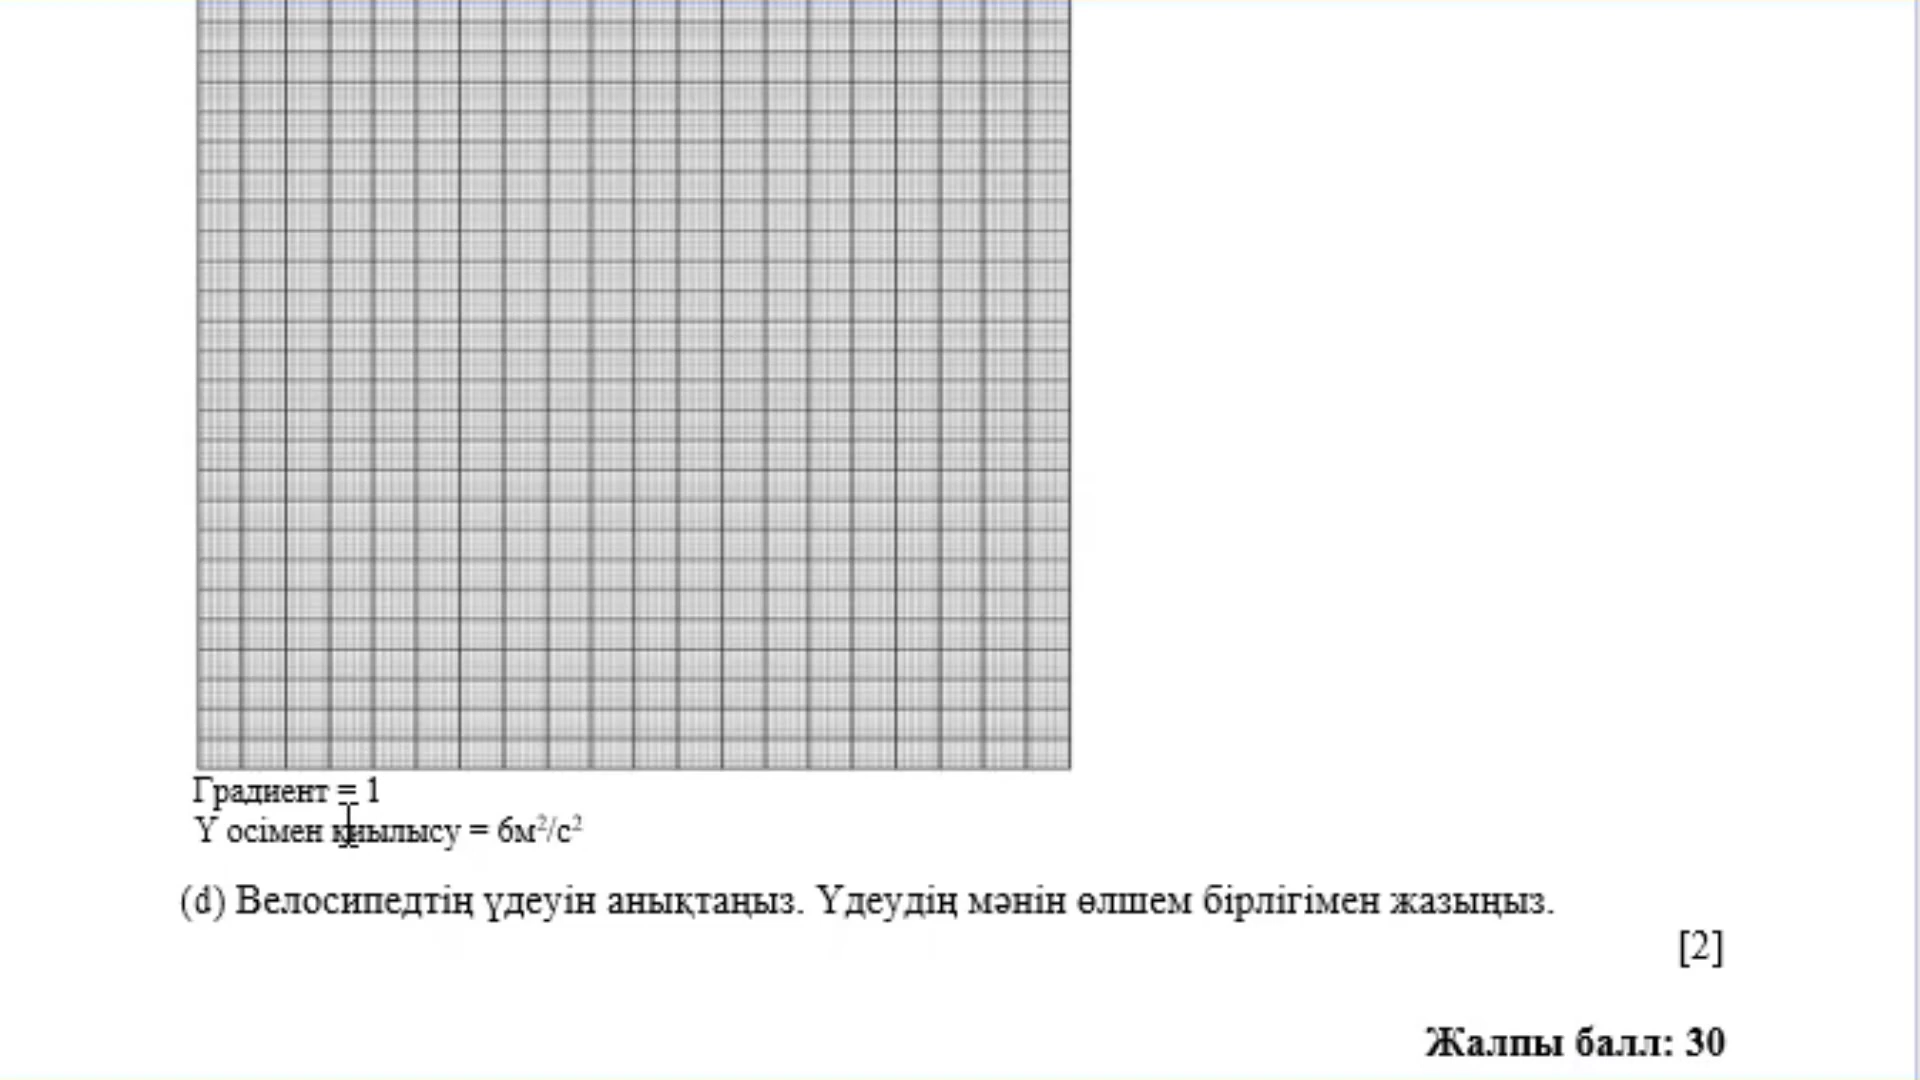 Градиент = 1
Y осімен қиылысу = 6м²/с²
(d) Велосипедтің үдеуін анықтаңыз. Үдеудің мәнін өлшем бірлігімен жазыңыз.
[2]
Жалпы балл: 30